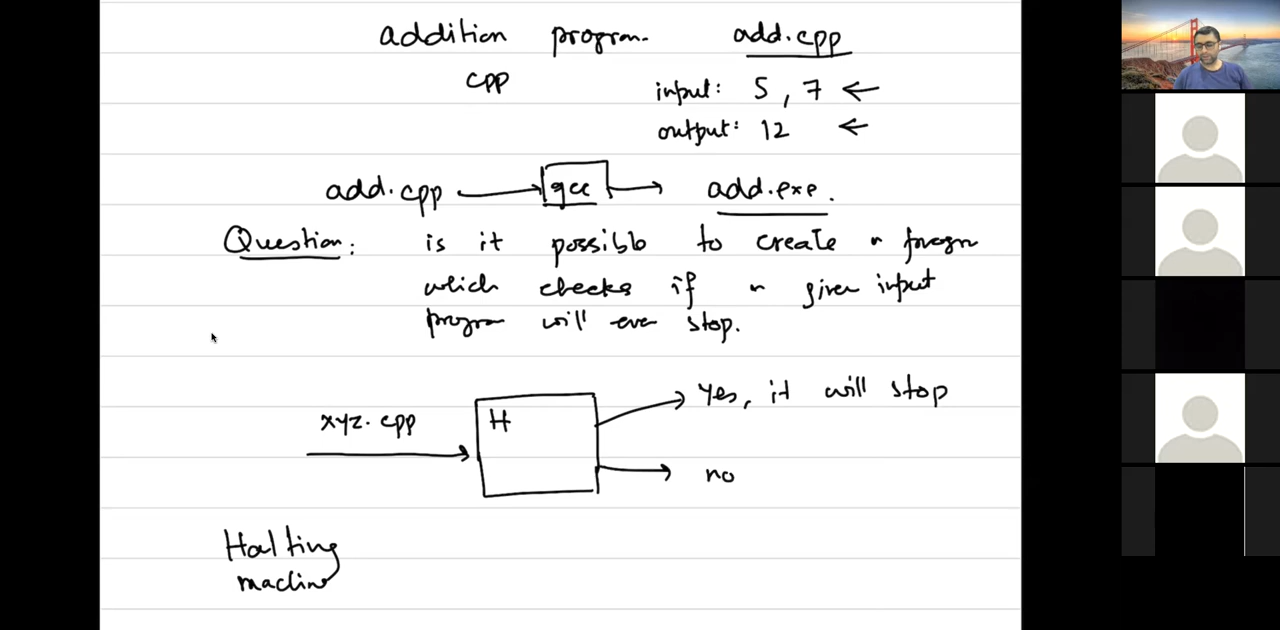 addition program. add.cpp
cpp
input: 5, 7 ←
output: 12 ←
add.cpp → gcc → add.exe.
Question: is it possible to create a
which checks if a given input
program will ever stop.
yes, it will stop
xyz.cpp
H
no
Halting
machine